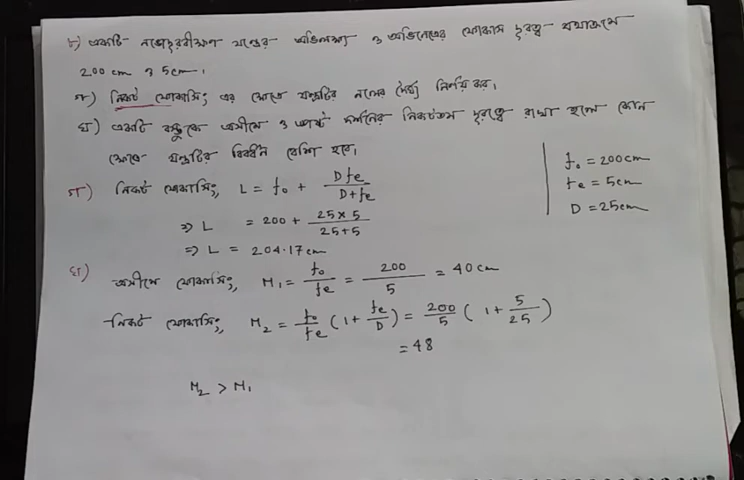 ৮) একটি নভোদূরবীক্ষণ যন্ত্রের অভিলক্ষ্য ও অভিনেত্রের ফোকাস দূরত্ব যথাক্রমে
200 cm ও 5cm।
গ) নিকট ফোকাসিং এর ক্ষেত্রে যন্ত্রটির নলের দৈর্ঘ্য নির্ণয় কর।
ঘ) একটি বস্তুকে অসীমে ও স্পষ্ট দর্শনের নিকটতম দূরত্বে রাখা হলে কোন
ক্ষেত্রে যন্ত্রটির বিবর্ধন বেশি হবে।
f₀ = 200cm
fe = 5cm
D = 25cm
গ) নিকট ফোকাসিং, L = f₀ + Dfe/D+fe
⇒ L = 200 + 25×5/25+5
⇒ L = 204.17cm
ঘ) অসীমে ফোকাসিং, M₁ = f₀/fe = 200/5 = 40 cm
নিকট ফোকাসিং, M₂ = f₀/fe (1 + fe/D) = 200/5 (1 + 5/25)
= 48
M₂ > M₁